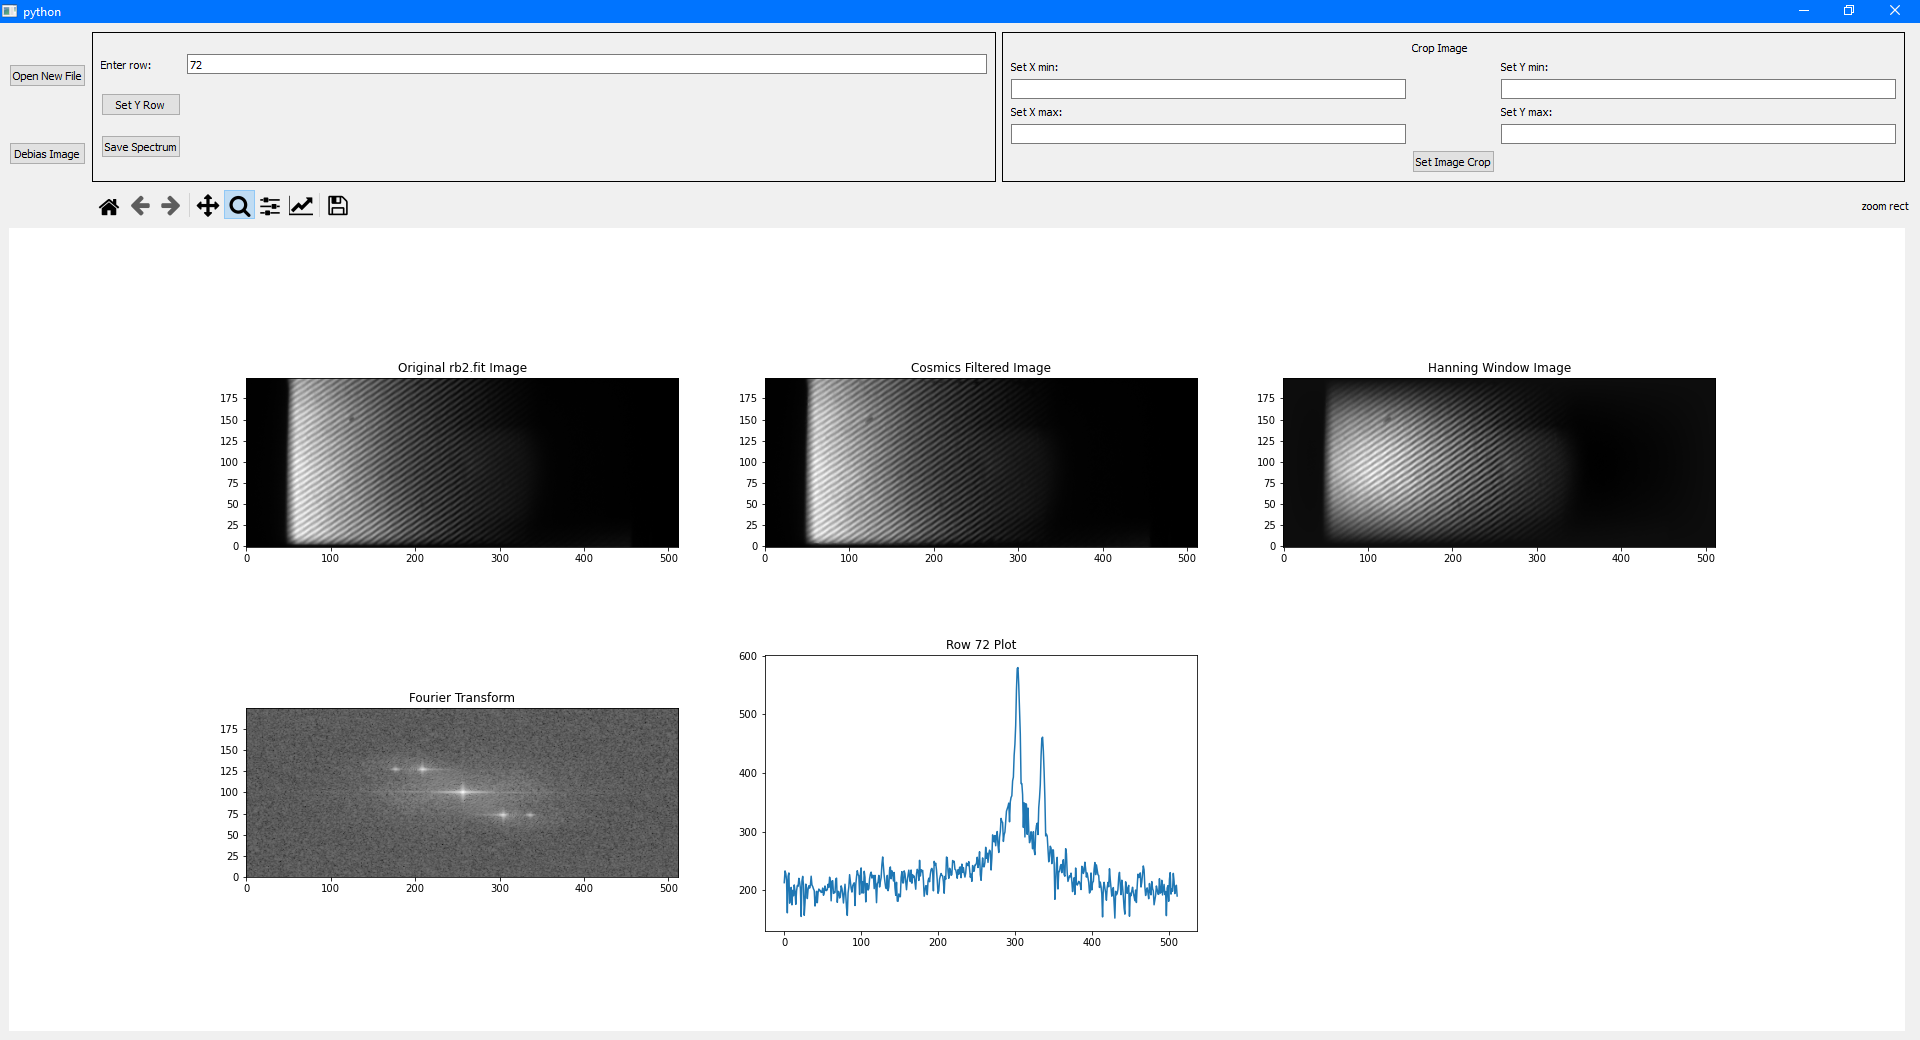 python
Open New File
Debias Image
Enter row:
72
Set Y Row
Save Spectrum
Crop Image
Set X min:
Set Y min:
Set X max:
Set Y max:
Set Image Crop
zoom rect
Original rb2.fit Image
175
150
125
100
75
50
25
0
0 100 200 300 400 500
Cosmics Filtered Image
175
150
125
100
75
50
25
0
0 100 200 300 400 500
Hanning Window Image
175
150
125
100
75
50
25
0
0 100 200 300 400 500
Fourier Transform
175
150
125
100
75
50
25
0
0 100 200 300 400 500
Row 72 Plot
600
500
400
300
200
0 100 200 300 400 500